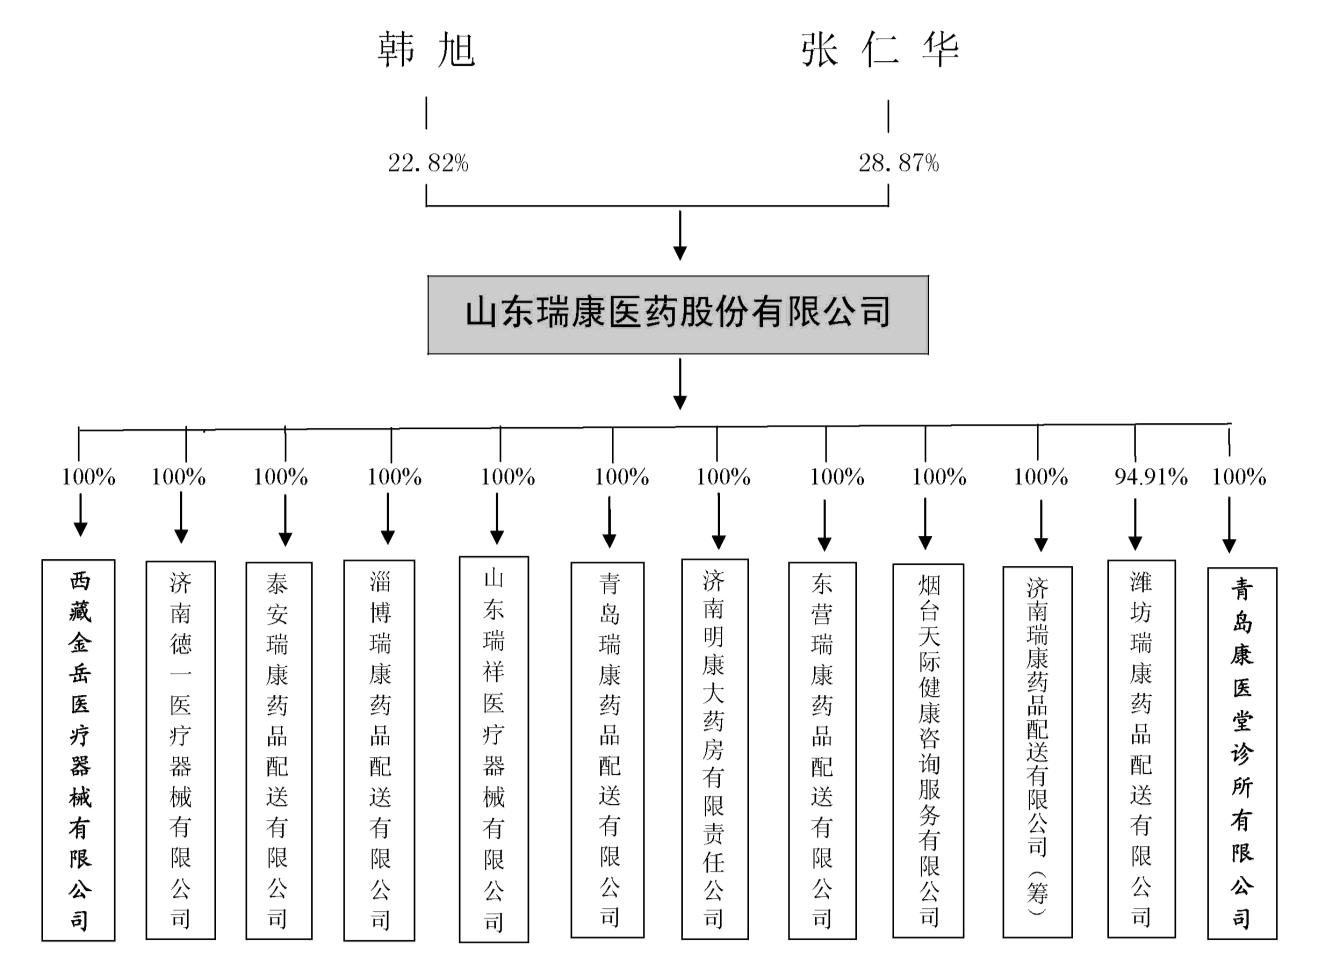 韩 旭
张 仁 华
22.82%
28.87%
山东瑞康医药股份有限公司
100%
100%
100%
100%
100%
100%
100%
100%
100%
100%
94.91%
100%
西藏金岳医疗器械有限公司
济南德一医疗器械有限公司
泰安瑞康药品配送有限公司
淄博瑞康药品配送有限公司
山东瑞祥医疗器械有限公司
青岛瑞康药品配送有限公司
济南明康大药房有限责任公司
东营瑞康药品配送有限公司
烟台天际健康咨询服务有限公司
济南瑞康药品配送有限公司（筹）
潍坊瑞康药品配送有限公司
青岛康医堂诊所有限公司